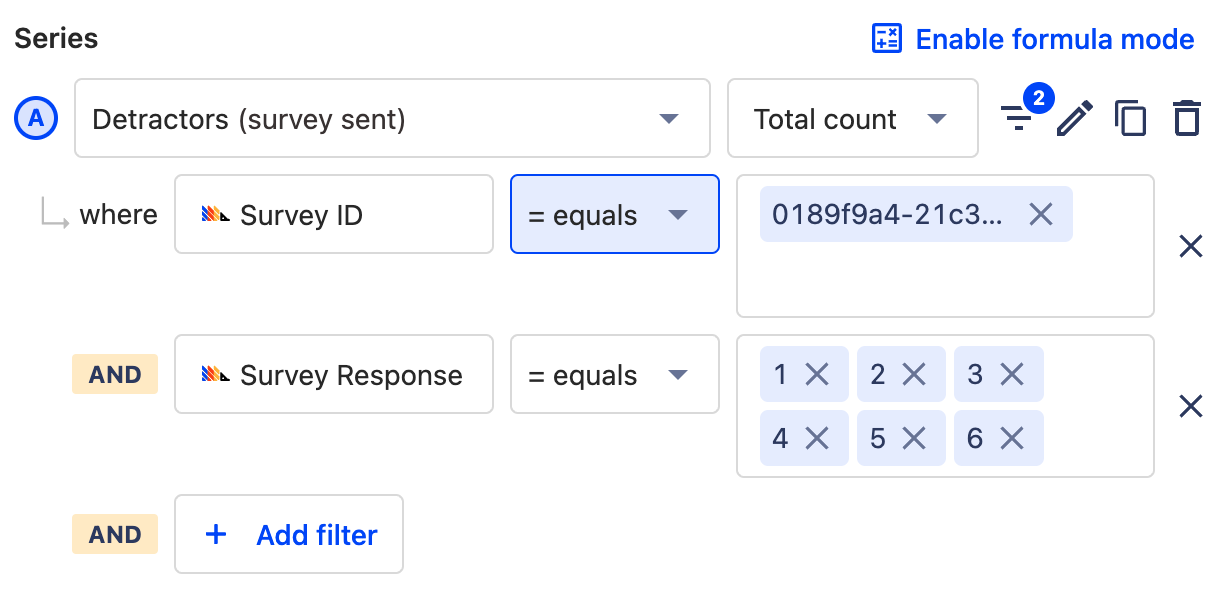 Series
Enable formula mode
A
Detractors (survey sent)
Total count
2
where
Survey ID
= equals
0189f9a4-21c3...
AND
Survey Response
= equals
1 2 3
4 5 6
AND
+ Add filter